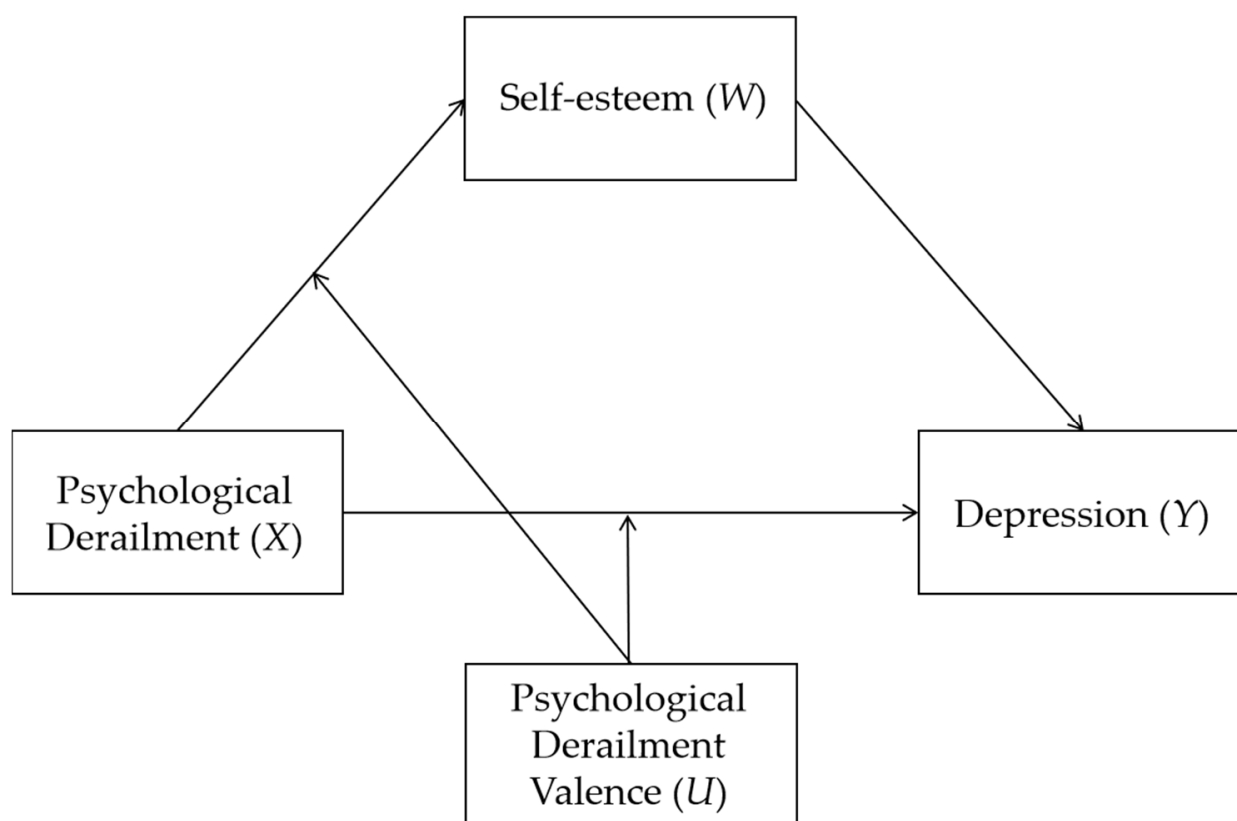 Self-esteem (W)
Psychological
Derailment (X)
Depression (Y)
Psychological
Derailment
Valence (U)